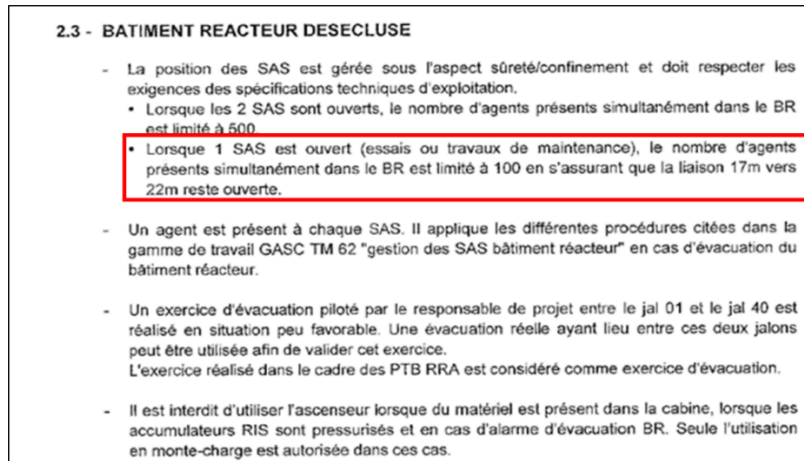 2.3 - BATIMENT REACTEUR DESECLUSE
- La position des SAS est gérée sous l'aspect sûreté/confinement et doit respecter les
exigences des spécifications techniques d'exploitation.
• Lorsque les 2 SAS sont ouverts, le nombre d'agents présents simultanément dans le BR
est limité à 500.
• Lorsque 1 SAS est ouvert (essais ou travaux de maintenance), le nombre d'agents
présents simultanément dans le BR est limité à 100 en s'assurant que la liaison 17m vers
22m reste ouverte.
- Un agent est présent à chaque SAS. Il applique les différentes procédures citées dans la
gamme de travail GASC TM 62 "gestion des SAS bâtiment réacteur" en cas d'évacuation du
bâtiment réacteur.
- Un exercice d'évacuation piloté par le responsable de projet entre le jal 01 et le jal 40 est
réalisé en situation peu favorable. Une évacuation réelle ayant lieu entre ces deux jalons
peut être utilisée afin de valider cet exercice.
L'exercice réalisé dans le cadre des PTB RRA est considéré comme exercice d'évacuation.
- Il est interdit d'utiliser l'ascenseur lorsque du matériel est présent dans la cabine, lorsque les
accumulateurs RIS sont pressurisés et en cas d'alarme d'évacuation BR. Seule l'utilisation
en monte-charge est autorisée dans ces cas.